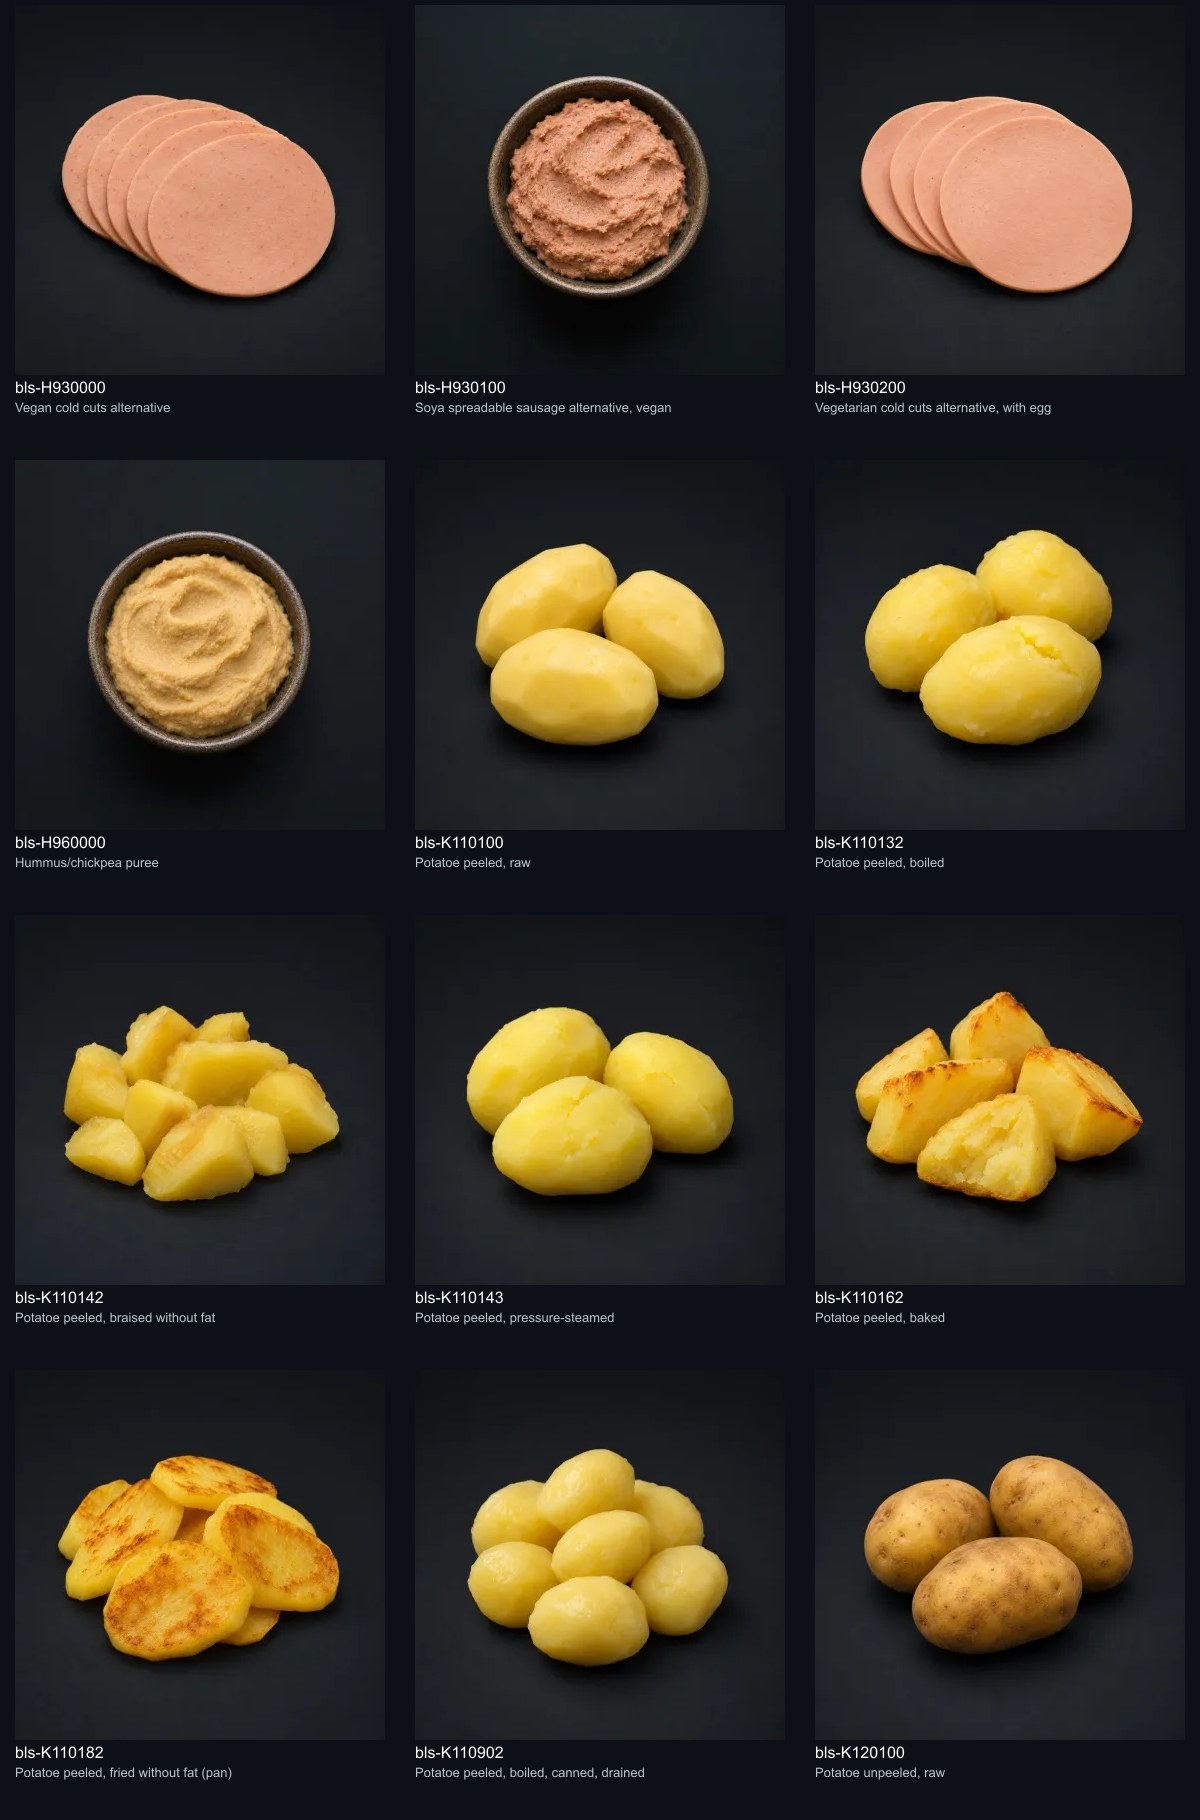 bls-H930000
Vegan cold cuts alternative
bls-H930100
Soya spreadable sausage alternative, vegan
bls-H930200
Vegetarian cold cuts alternative, with egg
bls-H960000
Hummus/chickpea puree
bls-K110100
Potatoe peeled, raw
bls-K110132
Potatoe peeled, boiled
bls-K110142
Potatoe peeled, braised without fat
bls-K110143
Potatoe peeled, pressure-steamed
bls-K110162
Potatoe peeled, baked
bls-K110182
Potatoe peeled, fried without fat (pan)
bls-K110902
Potatoe peeled, boiled, canned, drained
bls-K120100
Potatoe unpeeled, raw